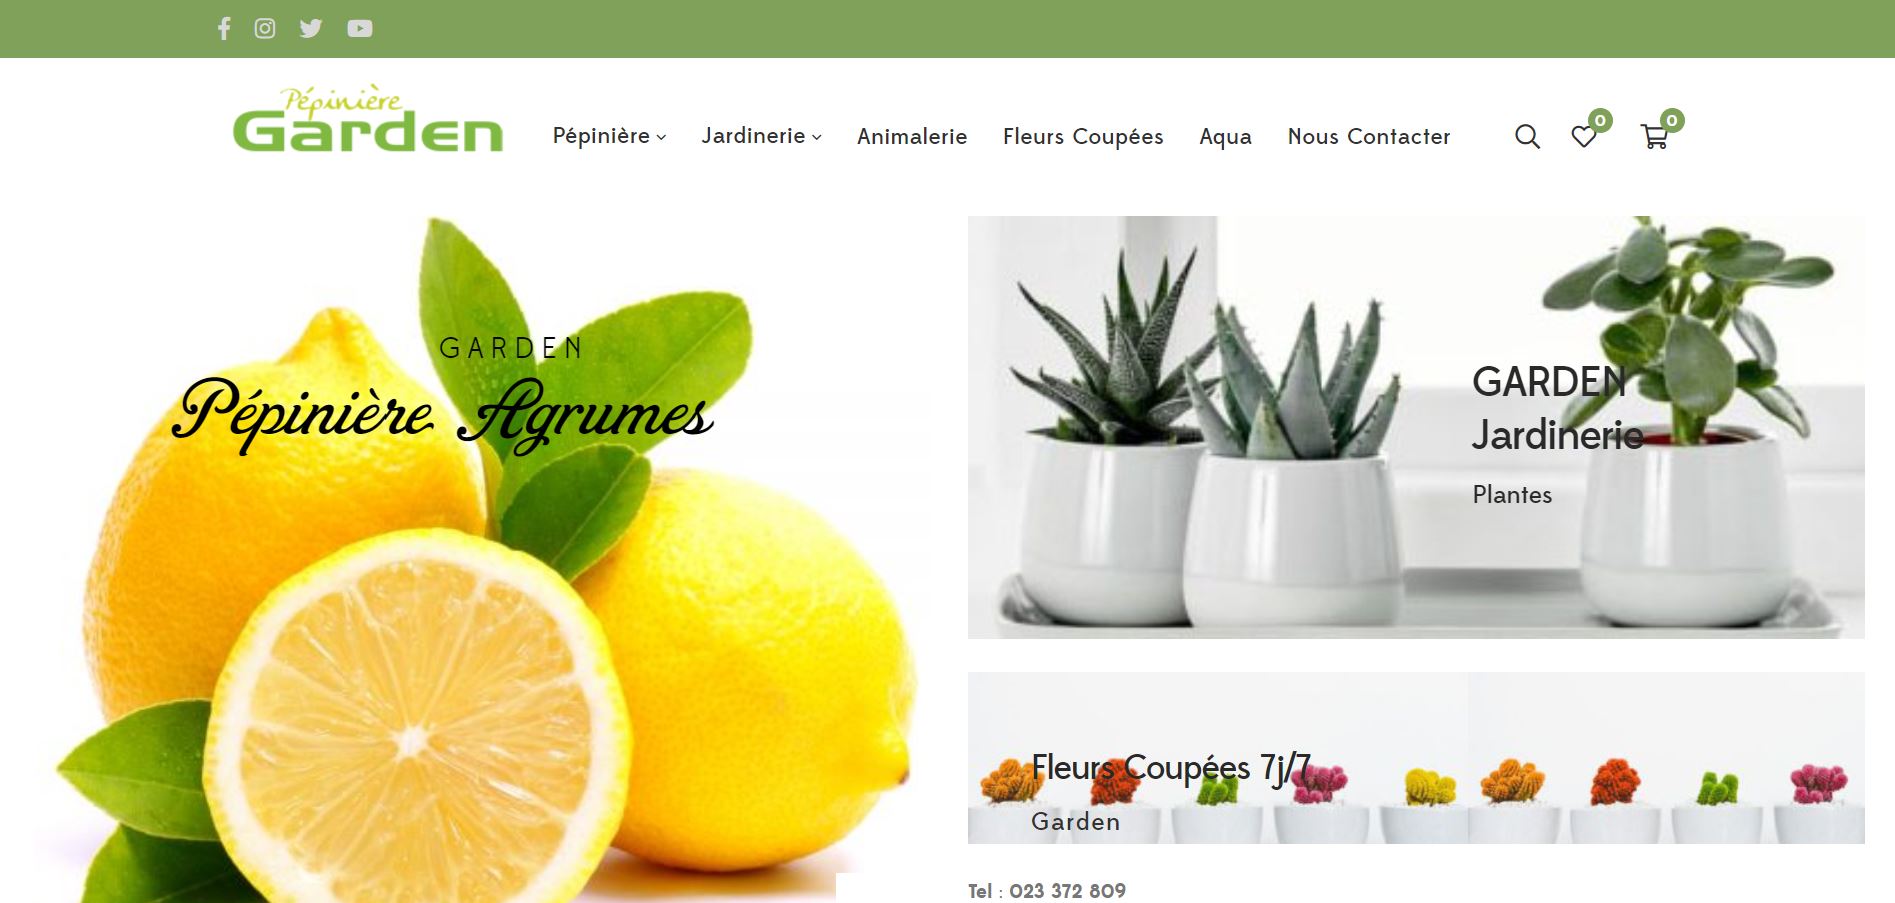 Pépinière
Garden
Pépinière
Jardinerie
Animalerie
Fleurs Coupées
Aqua
Nous Contacter
0
0
GARDEN
Pépinière Agrumes
GARDEN
Jardinerie
Plantes
Fleurs Coupées 7j/7
Garden
Tel : 023 372 809